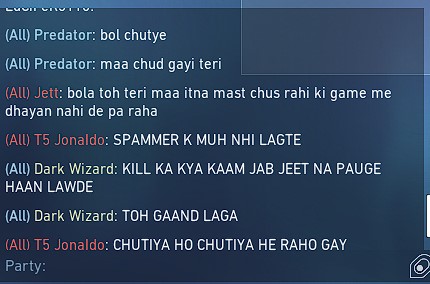 (All) Predator: bol chutye
(All) Predator: maa chud gayi teri
(All) Jett: bola toh teri maa itna mast chus rahi ki game me
dhayan nahi de pa raha
(All) T5 Jonaldo: SPAMMER K MUH NHI LAGTE
(All) Dark Wizard: KILL KA KYA KAAM JAB JEET NA PAUGE
HAAN LAWDE
(All) Dark Wizard: TOH GAAND LAGA
(All) T5 Jonaldo: CHUTIYA HO CHUTIYA HE RAHO GAY
Party: